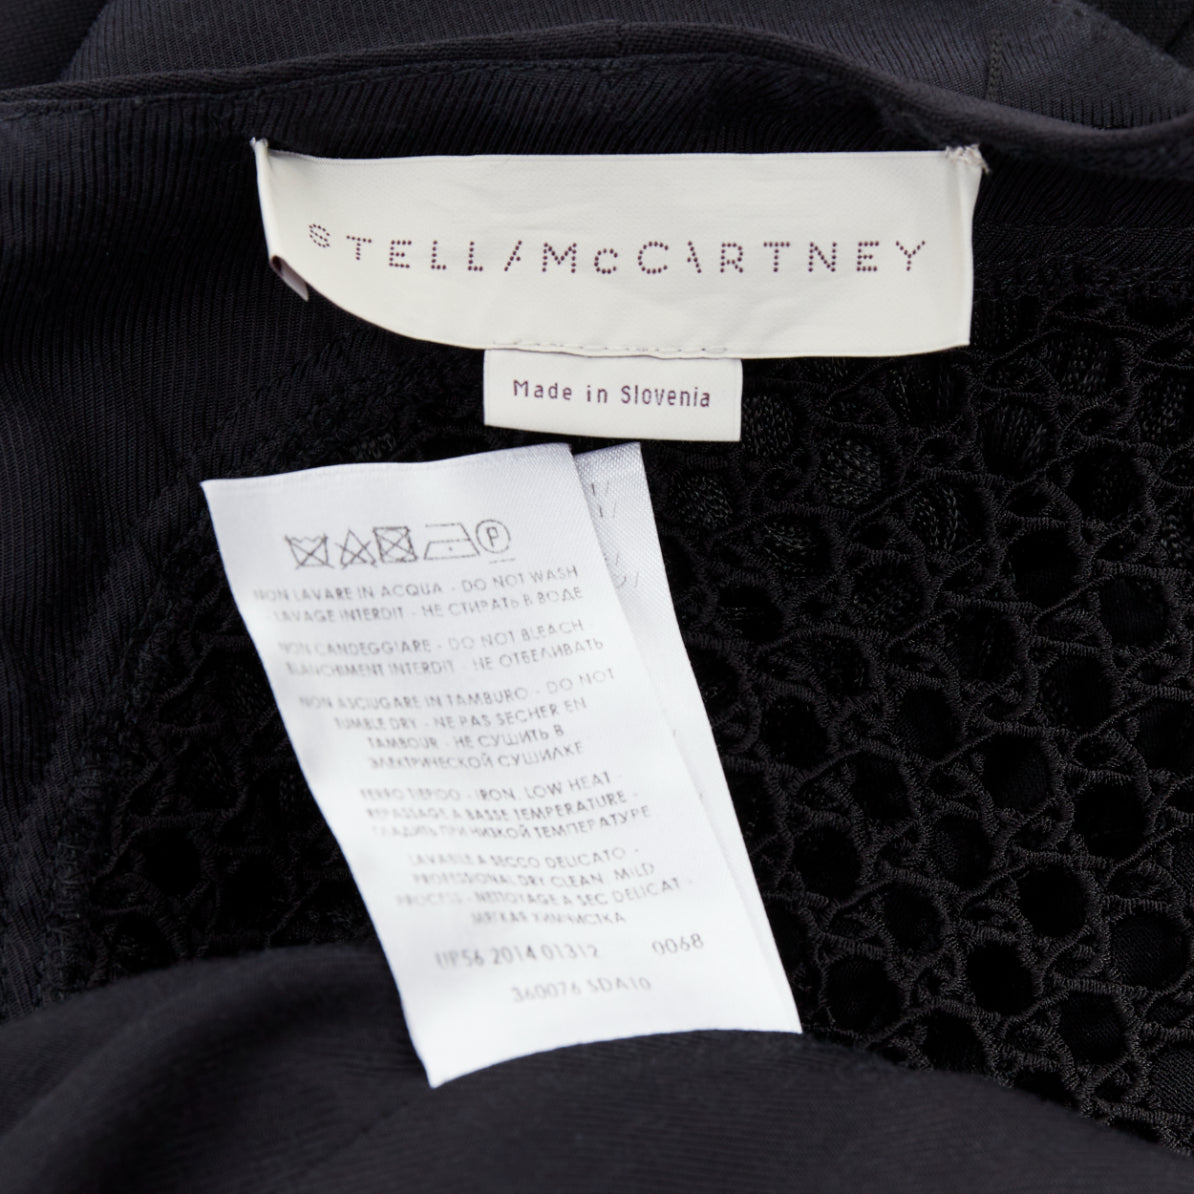 STELLA McCARTNEY
Made in Slovenia
P
NON LAVARE IN ACQUA - DO NOT WASH
LAVAGE INTERDIT - НЕ СТИРАТЬ В ВОДЕ
NON CANDEGGIARE - DO NOT BLEACH
BLANCHIMENT INTERDIT - НЕ ОТБЕЛИВАТЬ
NON ASCIUGARE IN TAMBURO - DO NOT
TUMBLE DRY - NE PAS SECHER EN
TAMBOUR - НЕ СУШИТЬ В
ЭЛЕКТРИЧЕСКОЙ СУШИЛКЕ
FERRO TIEPIDO - IRON, LOW HEAT -
REPASSAGE A BASSE TEMPERATURE -
ГЛАДИТЬ ПРИ НИЗКОЙ ТЕМПЕРАТУРЕ
LAVABILE A SECCO DELICATO -
PROFESSIONAL DRY CLEAN, MILD
PROCESS - NETTOYAGE A SEC DELICAT -
МЯГКАЯ ХИМЧИСТКА
UP56 2014 01312 0068
360076 SDA10